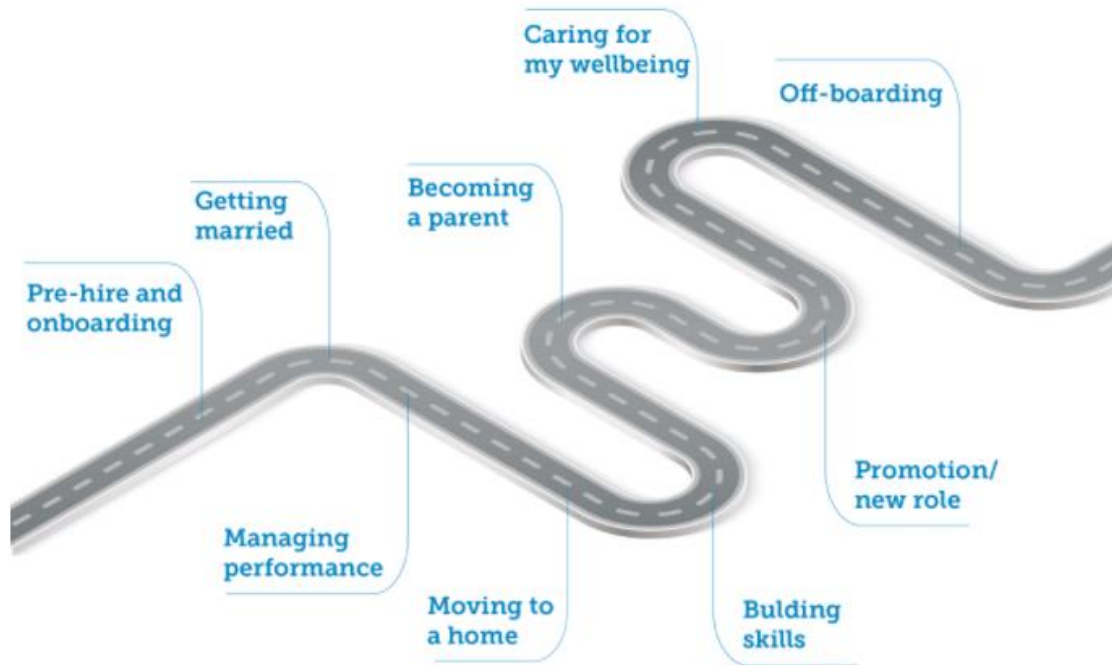 Caring for
my wellbeing
Off-boarding
Becoming
a parent
Getting
married
Pre-hire and
onboarding
Promotion/
new role
Managing
performance
Moving to
a home
Bulding
skills